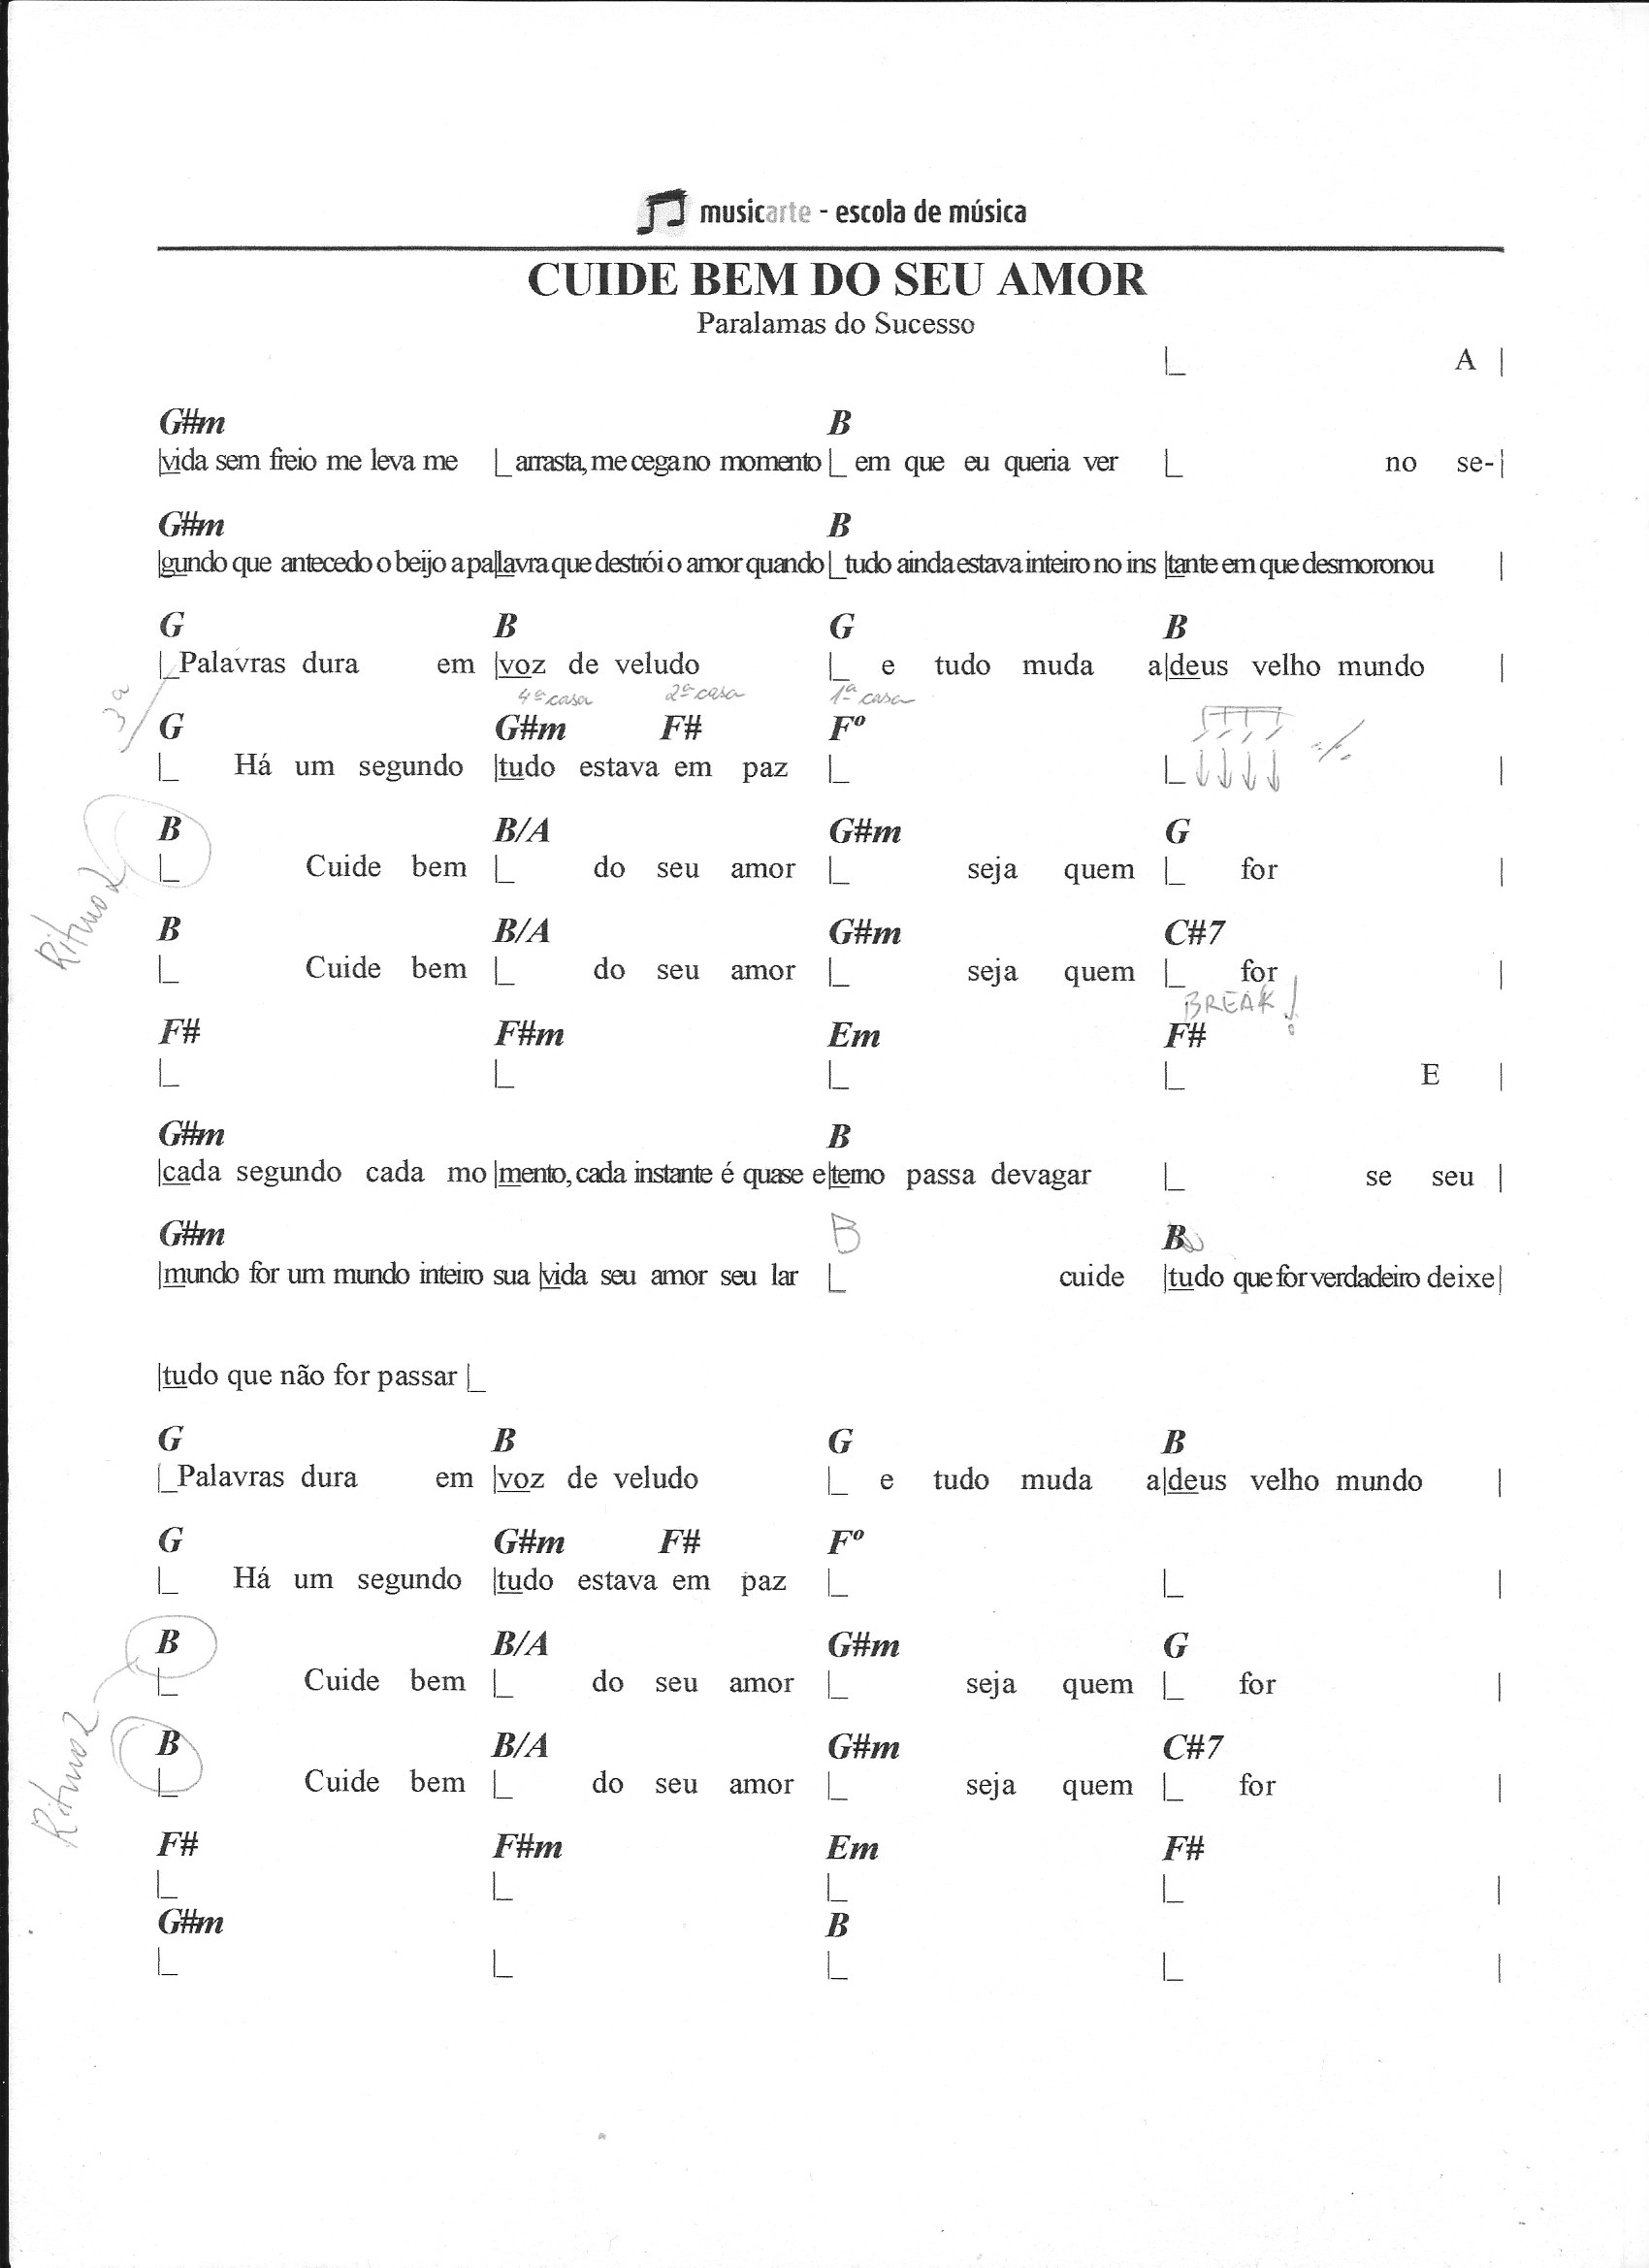 musicarte - escola de música
CUIDE BEM DO SEU AMOR
Paralamas do Sucesso
|_ A |
G#m B
|vida sem freio me leva me |_ arrasta, me cega no momento |_ em que eu queria ver |_ no se-|
G#m B
|gundo que antecedo o beijo a pa|lavra que destrói o amor quando |_ tudo ainda estava inteiro no ins |tante em que desmoronou |
G B G B
|_Palavras dura em |voz de veludo |_ e tudo muda a|deus velho mundo |
3ª 4ª casa 2ª casa 1ª casa
G G#m F# Fº
|_ Há um segundo |tudo estava em paz |_ |_ |
B B/A G#m G
|_ Cuide bem |_ do seu amor |_ seja quem |_ for |
Ritmo 2
B B/A G#m C#7
|_ Cuide bem |_ do seu amor |_ seja quem |_ for |
BREAK!
F# F#m Em F#
|_ |_ |_ |_ E |
G#m B
|cada segundo cada mo |mento, cada instante é quase e|terno passa devagar |_ se seu |
G#m B B
|mundo for um mundo inteiro sua |vida seu amor seu lar |_ cuide |tudo que for verdadeiro deixe|
|tudo que não for passar |_
G B G B
|_Palavras dura em |voz de veludo |_ e tudo muda a|deus velho mundo |
G G#m F# Fº
|_ Há um segundo |tudo estava em paz |_ |_ |
B B/A G#m G
|_ Cuide bem |_ do seu amor |_ seja quem |_ for |
Ritmo 2
B B/A G#m C#7
|_ Cuide bem |_ do seu amor |_ seja quem |_ for |
F# F#m Em F#
|_ |_ |_ |_ |
G#m B
|_ |_ |_ |_ |